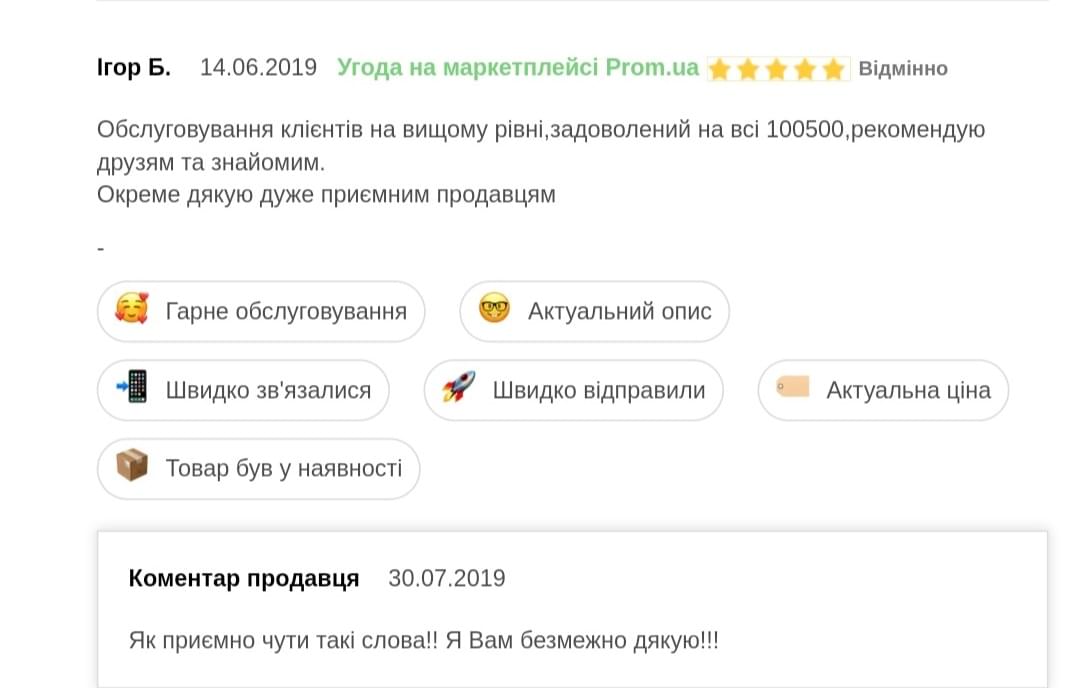 Ігор Б. 14.06.2019 Угода на маркетплейсі Prom.ua Відмінно
Обслуговування клієнтів на вищому рівні,задоволений на всі 100500,рекомендую
друзям та знайомим.
Окреме дякую дуже приємним продавцям
-
Гарне обслуговування Актуальний опис
Швидко зв'язалися Швидко відправили Актуальна ціна
Товар був у наявності
Коментар продавця 30.07.2019
Як приємно чути такі слова!! Я Вам безмежно дякую!!!